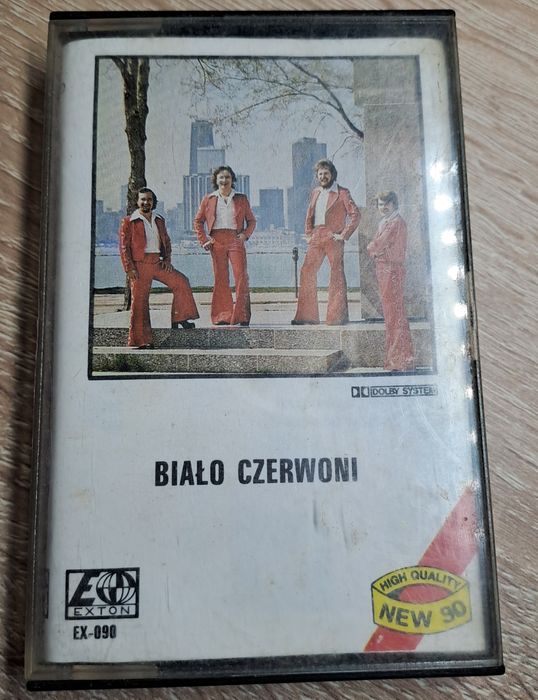 DOLBY SYSTEM
BIAŁO CZERWONI
EXTON
EX-090
HIGH QUALITY
NEW 90